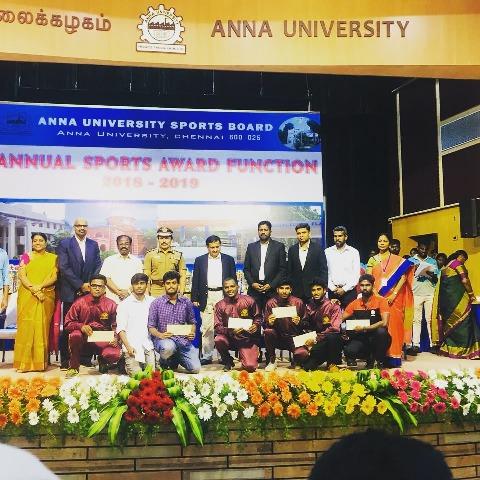 லைக்கழகம் ANNA UNIVERSITY
ANNA UNIVERSITY SPORTS BOARD
ANNA UNIVERSITY, CHENNAI 600 025
ANNUAL SPORTS AWARD FUNCTION
2018 - 2019